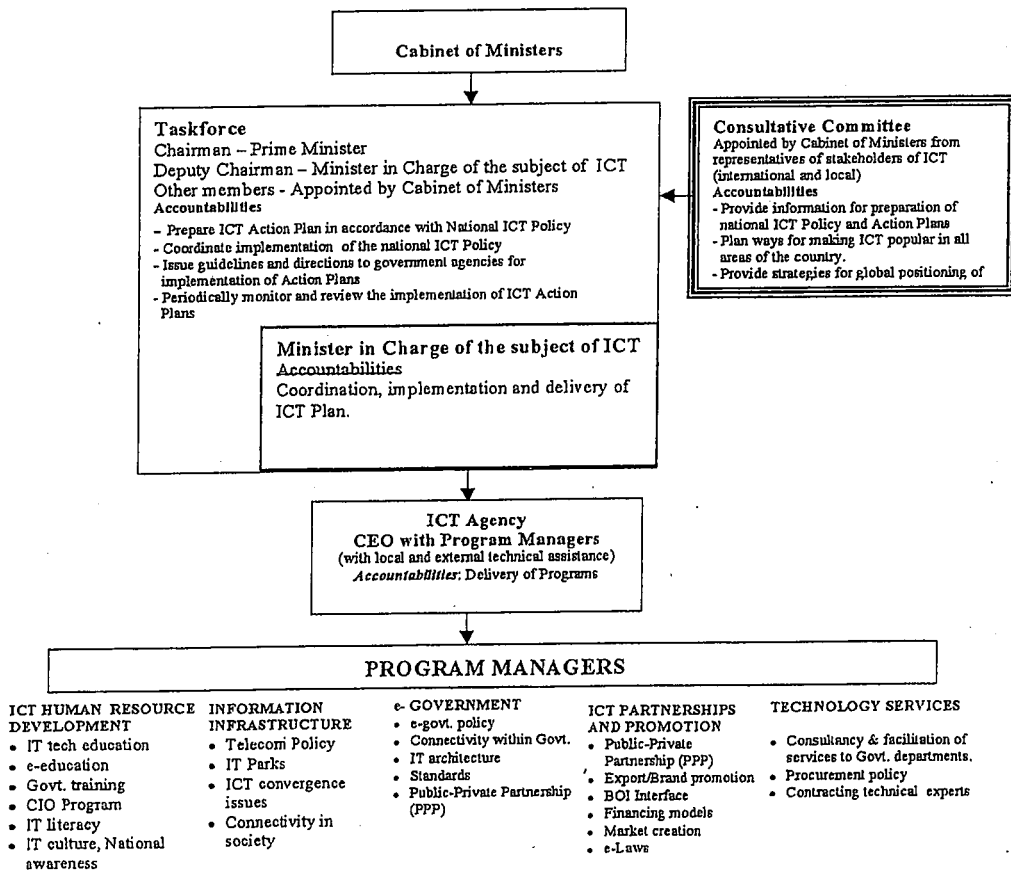 Cabinet of Ministers
Taskforce
Chairman – Prime Minister
Deputy Chairman – Minister in Charge of the subject of ICT
Other members - Appointed by Cabinet of Ministers
Accountabilities
– Prepare ICT Action Plan in accordance with National ICT Policy
- Coordinate implementation of the national ICT Policy
- Issue guidelines and directions to government agencies for
implementation of Action Plans
- Periodically monitor and review the implementation of ICT Action
Plans
Consultative Committee
Appointed by Cabinet of Ministers from
representatives of stakeholders of ICT
(international and local)
Accountabilities
- Provide information for preparation of
national ICT Policy and Action Plans
- Plan ways for making ICT popular in all
areas of the country.
- Provide strategies for global positioning of
Minister in Charge of the subject of ICT
Accountabilities
Coordination, implementation and delivery of
ICT Plan.
ICT Agency
CEO with Program Managers
(with local and external technical assistance)
Accountabilities: Delivery of Programs
PROGRAM MANAGERS
ICT HUMAN RESOURCE
DEVELOPMENT
• IT tech education
• e-education
• Govt. training
• CIO Program
• IT literacy
• IT culture, National
awareness
INFORMATION
INFRASTRUCTURE
• Telecom Policy
• IT Parks
• ICT convergence
issues
• Connectivity in
society
e- GOVERNMENT
• e-govt. policy
• Connectivity within Govt.
• IT architecture
• Standards
• Public-Private Partnership
(PPP)
ICT PARTNERSHIPS
AND PROMOTION
• Public-Private
Partnership (PPP)
• Export/Brand promotion
• BOI Interface
• Financing models
• Market creation
• e-Laws
TECHNOLOGY SERVICES
• Consultancy & facilitation of
services to Govt. departments.
• Procurement policy
• Contracting technical experts